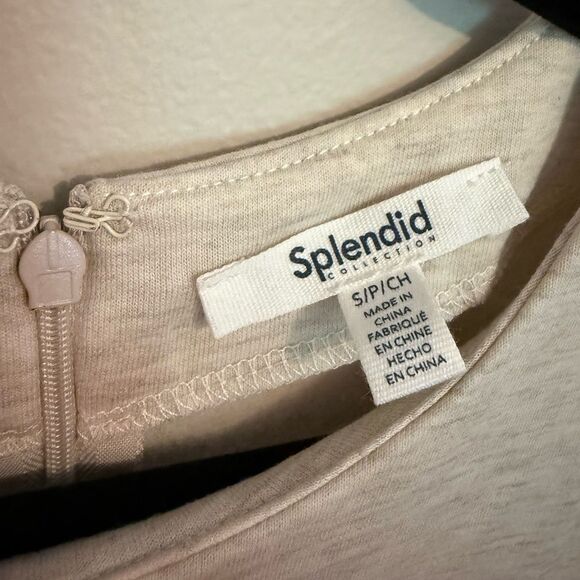 Splendid
COLLECTION
S/P/CH
MADE IN
CHINA
FABRIQUÉ
EN CHINE
HECHO
EN CHINA